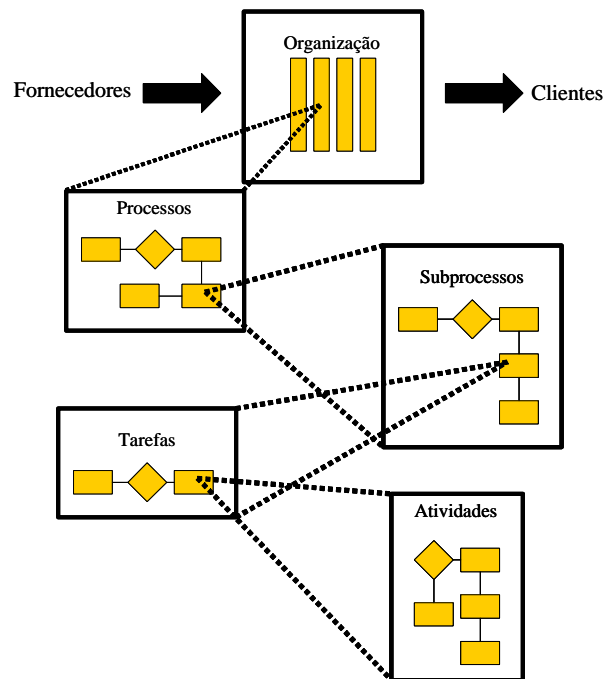 Organização
Fornecedores
Clientes
Processos
Subprocessos
Tarefas
Atividades